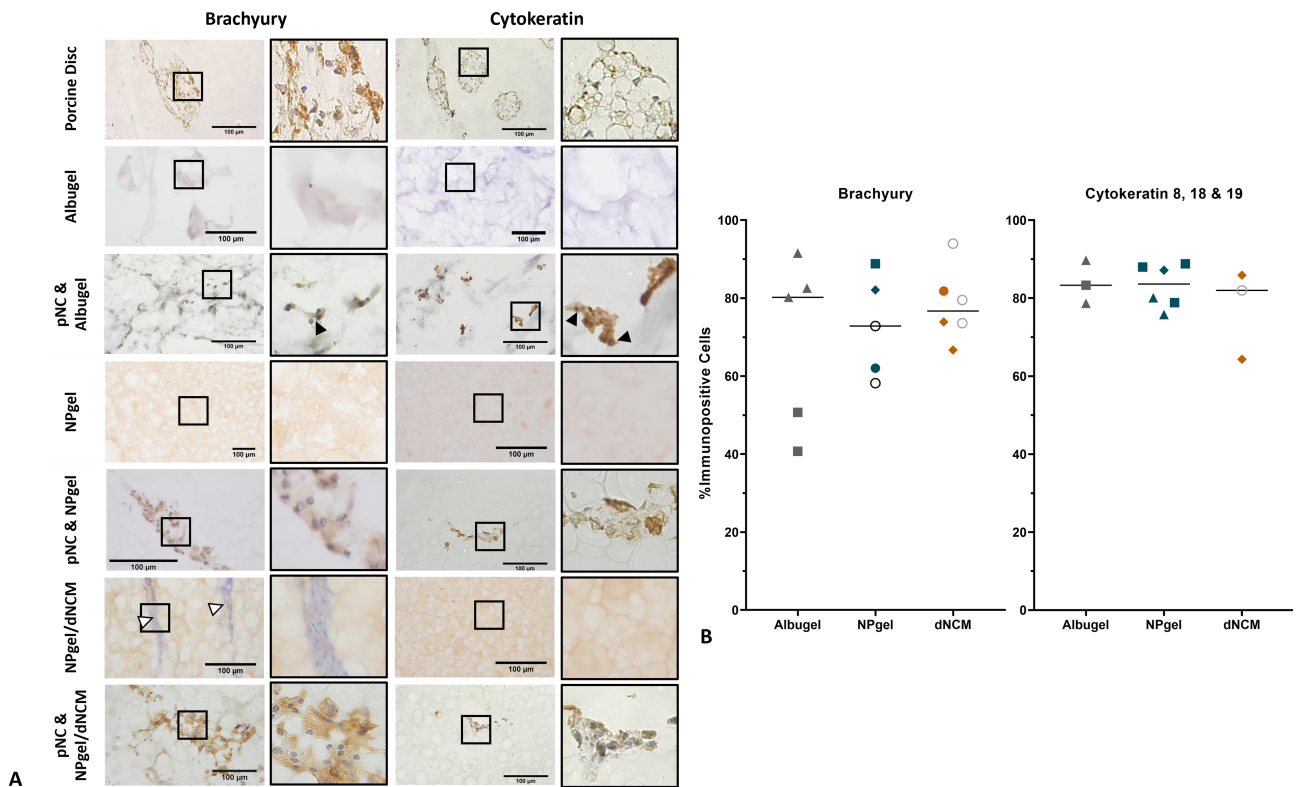 Brachyury
Cytokeratin
Porcine Disc
100 µm
100 µm
Albugel
100 µm
100 µm
pNC &
Albugel
100 µm
100 µm
NPgel
100 µm
100 µm
pNC & NPgel
100 µm
100 µm
NPgel/dNCM
100 µm
100 µm
pNC &
NPgel/dNCM
100 µm
100 µm
A
Brachyury
%Immunopositive Cells
100
80
60
40
20
0
Albugel
NPgel
dNCM
Cytokeratin 8, 18 & 19
100
80
60
40
20
0
Albugel
NPgel
dNCM
B